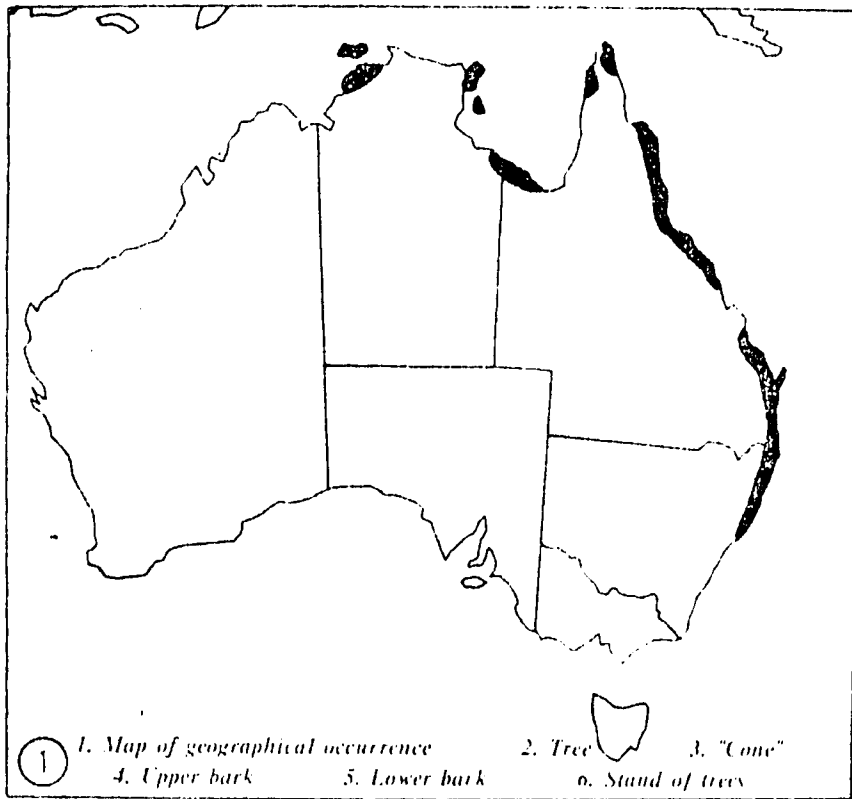 1 1. Map of geographical occurrence 2. Tree 3. "Cone"
4. Upper bark 5. Lower bark 6. Stand of trees